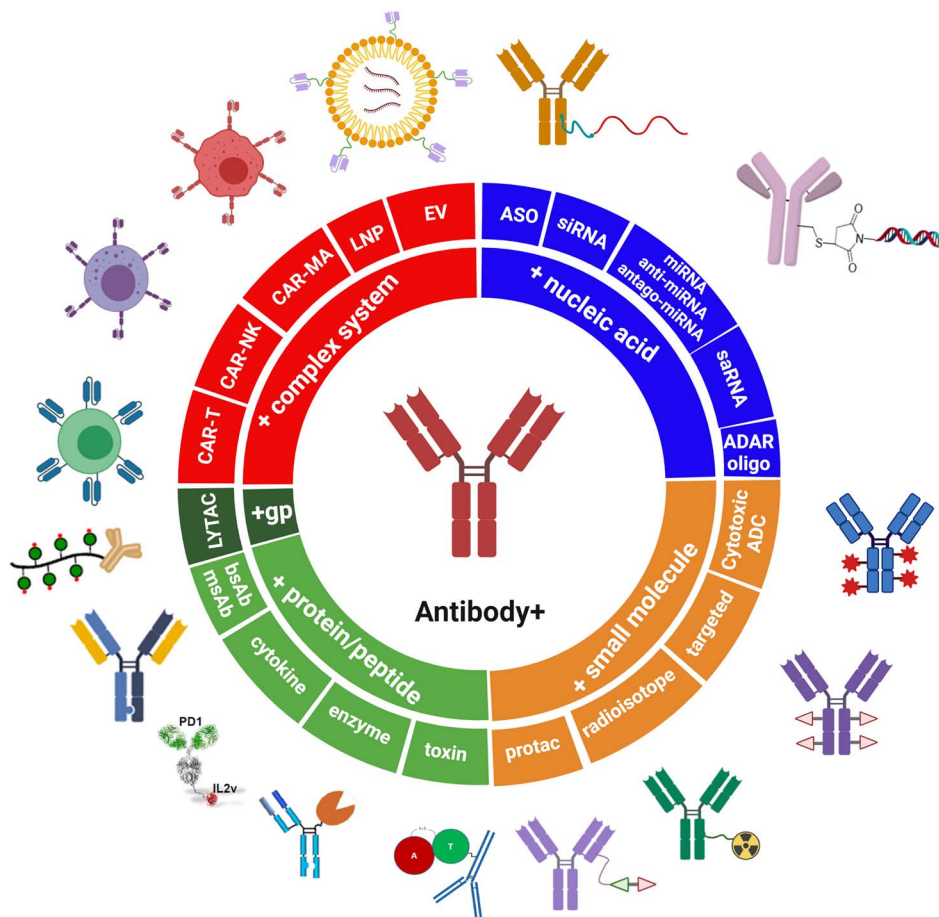 EV
LNP
CAR-MA
CAR-NK
CAR-T
+ complex system
ASO
siRNA
miRNA
anti-miRNA
antago-miRNA
saRNA
ADAR
oligo
+ nucleic acid
O
S
N
O
LYTAC
+gp
bsAb
msAb
cytokine
enzyme
toxin
+ protein/peptide
Cytotoxic
ADC
targeted
radioisotope
protac
+ small molecule
Antibody+
PD1
IL2v
A
T